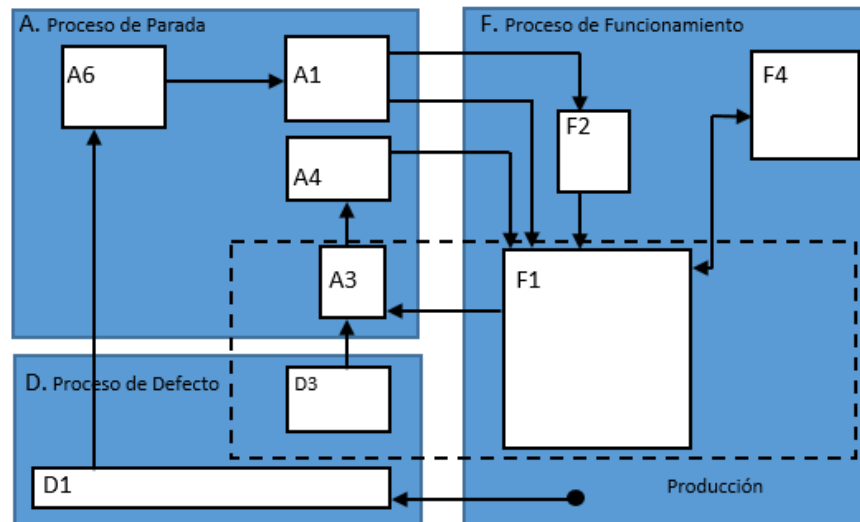 A. Proceso de Parada
F. Proceso de Funcionamiento
A6
A1
F4
F2
A4
A3
F1
D. Proceso de Defecto
D3
D1
Producción